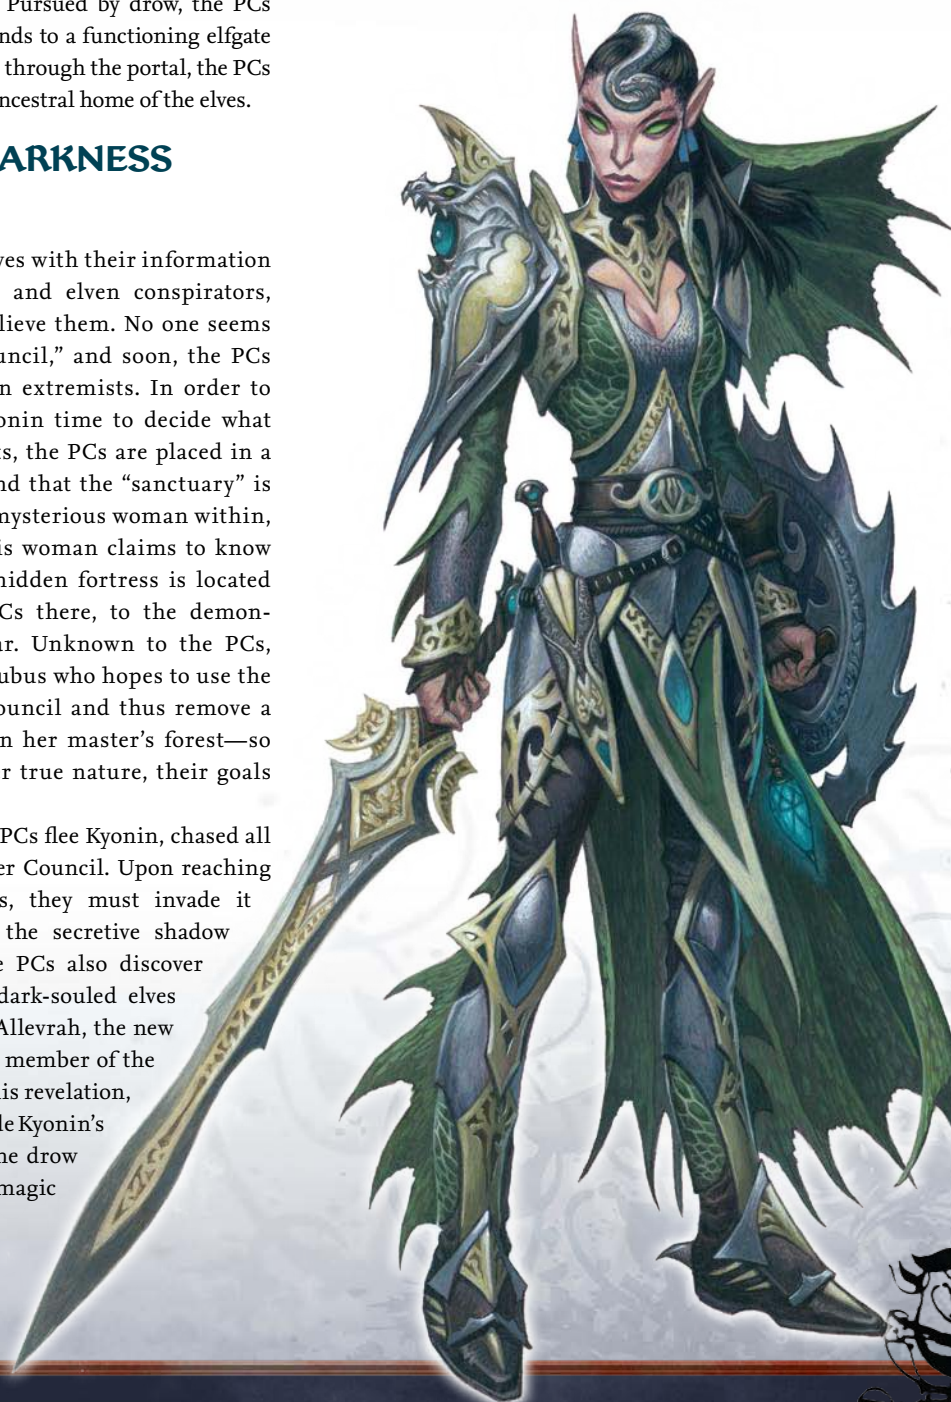 Pursued by drow, the PCs
nds to a functioning elfgate
through the portal, the PCs
ncestral home of the elves.
ARKNESS
ves with their information
and elven conspirators,
lieve them. No one seems
uncil,” and soon, the PCs
n extremists. In order to
onin time to decide what
ts, the PCs are placed in a
nd that the “sanctuary” is
mysterious woman within,
is woman claims to know
hidden fortress is located
Cs there, to the demon-
ar. Unknown to the PCs,
ubus who hopes to use the
ouncil and thus remove a
n her master’s forest—so
r true nature, their goals
PCs flee Kyonin, chased all
er Council. Upon reaching
s, they must invade it
the secretive shadow
e PCs also discover
dark-souled elves
Allevrah, the new
member of the
is revelation,
de Kyonin’s
he drow
magic